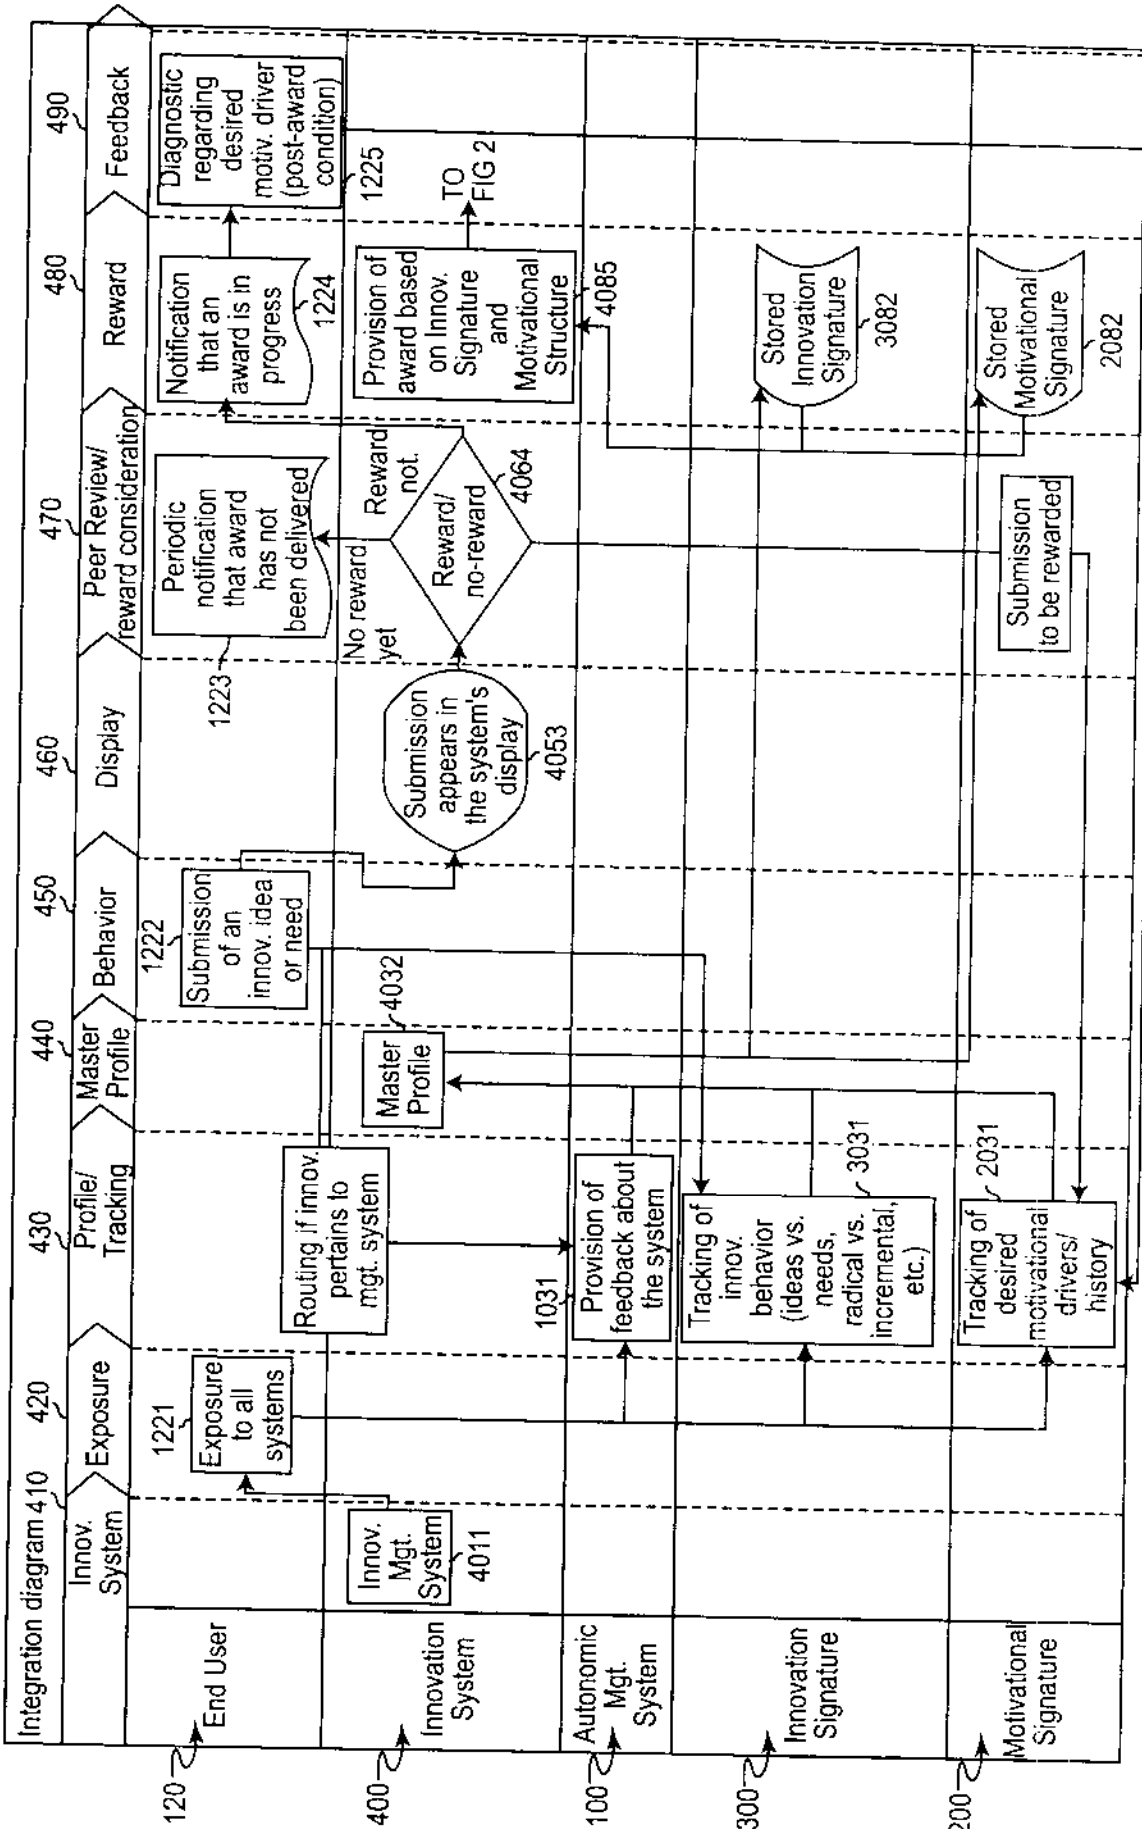 Integration diagram
410
420
430
440
450
460
470
480
490
Innov.
System
Exposure
Profile/
Tracking
Master
Profile
Behavior
Display
Peer Review/
reward consideration
Reward
Feedback
120
End User
1221
Exposure
to all
systems
1222
Submission
of an
innov. idea
or need
1223
Periodic
notification
that award
has not
been delivered
Notification
that an
award is in
progress
1224
Diagnostic
regarding
desired
motiv. driver
(post-award
condition)
1225
400
Innovation
System
Innov.
Mgt.
System
4011
Routing if innov.
pertains to
mgt. system
Master
Profile
4032
Submission
appears in
the system's
display
4053
No reward
yet
Reward
not.
Reward/
no-reward
4064
Provision of
award based
on Innov.
Signature
and
Motivational
Structure
4085
TO
FIG 2
100
Autonomic
Mgt.
System
1031
Provision of
feedback about
the system
300
Innovation
Signature
Tracking of
innov.
behavior
(ideas vs.
needs,
radical vs.
incremental,
etc.)
3031
Stored
Innovation
Signature
3082
200
Motivational
Signature
Tracking of
desired
motivational
drivers/
history
2031
Submission
to be rewarded
Stored
Motivational
Signature
2082